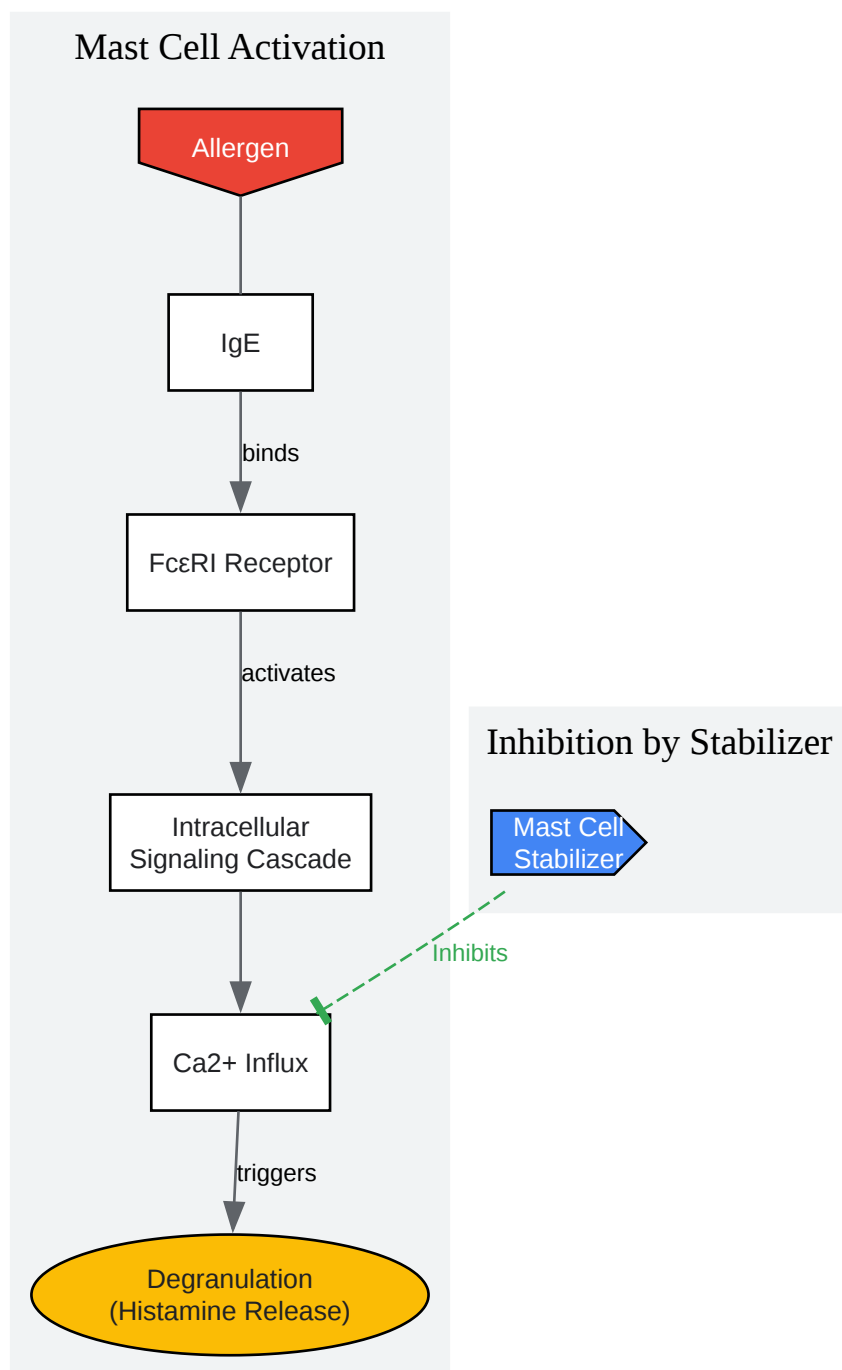 Mast Cell Activation
Allergen
IgE
binds
FcεRI Receptor
activates
Intracellular
Signaling Cascade
Inhibition by Stabilizer
Mast Cell
Stabilizer
Inhibits
Ca2+ Influx
triggers
Degranulation
(Histamine Release)